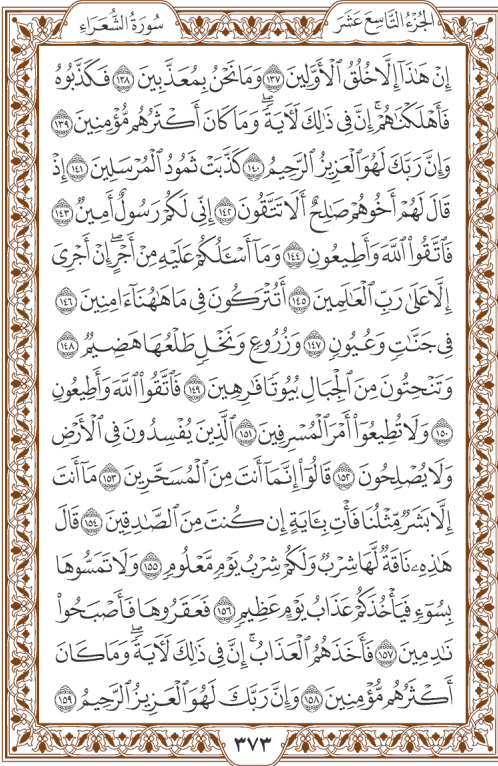 الجزء التاسع عشر
سورة الشعراء
إِنْ هَٰذَآ إِلَّا خُلُقُ ٱلْأَوَّلِينَ ١٣٧ وَمَا نَحْنُ بِمُعَذَّبِينَ ١٣٨ فَكَذَّبُوهُ
فَأَهْلَكْنَٰهُمْ ۗ إِنَّ فِى ذَٰلِكَ لَءَايَةً ۖ وَمَا كَانَ أَكْثَرُهُم مُّؤْمِنِينَ ١٣٩
وَإِنَّ رَبَّكَ لَهُوَ ٱلْعَزِيزُ ٱلرَّحِيمُ ١٤٠ كَذَّبَتْ ثَمُودُ ٱلْمُرْسَلِينَ ١٤١ إِذْ
قَالَ لَهُمْ أَخُوهُمْ صَٰلِحٌ أَلَا تَتَّقُونَ ١٤٢ إِنِّى لَكُمْ رَسُولٌ أَمِينٌ ١٤٣
فَٱتَّقُوا۟ ٱللَّهَ وَأَطِيعُونِ ١٤٤ وَمَآ أَسْـَٔلُكُمْ عَلَيْهِ مِنْ أَجْرٍ ۖ إِنْ أَجْرِىَ
إِلَّا عَلَىٰ رَبِّ ٱلْعَٰلَمِينَ ١٤٥ أَتُتْرَكُونَ فِى مَا هَٰهُنَآ ءَامِنِينَ ١٤٦
فِى جَنَّٰتٍ وَعُيُونٍ ١٤٧ وَزُرُوعٍ وَنَخْلٍ طَلْعُهَا هَضِيمٌ ١٤٨
وَتَنْحِتُونَ مِنَ ٱلْجِبَالِ بُيُوتًا فَٰرِهِينَ ١٤٩ فَٱتَّقُوا۟ ٱللَّهَ وَأَطِيعُونِ
١٥٠ وَلَا تُطِيعُوٓا۟ أَمْرَ ٱلْمُسْرِفِينَ ١٥١ ٱلَّذِينَ يُفْسِدُونَ فِى ٱلْأَرْضِ
وَلَا يُصْلِحُونَ ١٥٢ قَالُوٓا۟ إِنَّمَآ أَنتَ مِنَ ٱلْمُسَحَّرِينَ ١٥٣ مَآ أَنتَ
إِلَّا بَشَرٌ مِّثْلُنَا فَأْتِ بِـَٔايَةٍ إِن كُنتَ مِنَ ٱلصَّٰدِقِينَ ١٥٤ قَالَ
هَٰذِهِۦ نَاقَةٌ لَّهَا شِرْبٌ وَلَكُمْ شِرْبُ يَوْمٍ مَّعْلُومٍ ١٥٥ وَلَا تَمَسُّوهَا
بِسُوٓءٍ فَيَأْخُذَكُمْ عَذَابُ يَوْمٍ عَظِيمٍ ١٥٦ فَعَقَرُوهَا فَأَصْبَحُوا۟
نَٰدِمِينَ ١٥٧ فَأَخَذَهُمُ ٱلْعَذَابُ ۗ إِنَّ فِى ذَٰلِكَ لَءَايَةً ۖ وَمَا كَانَ
أَكْثَرُهُم مُّؤْمِنِينَ ١٥٨ وَإِنَّ رَبَّكَ لَهُوَ ٱلْعَزِيزُ ٱلرَّحِيمُ ١٥٩
٣٧٣